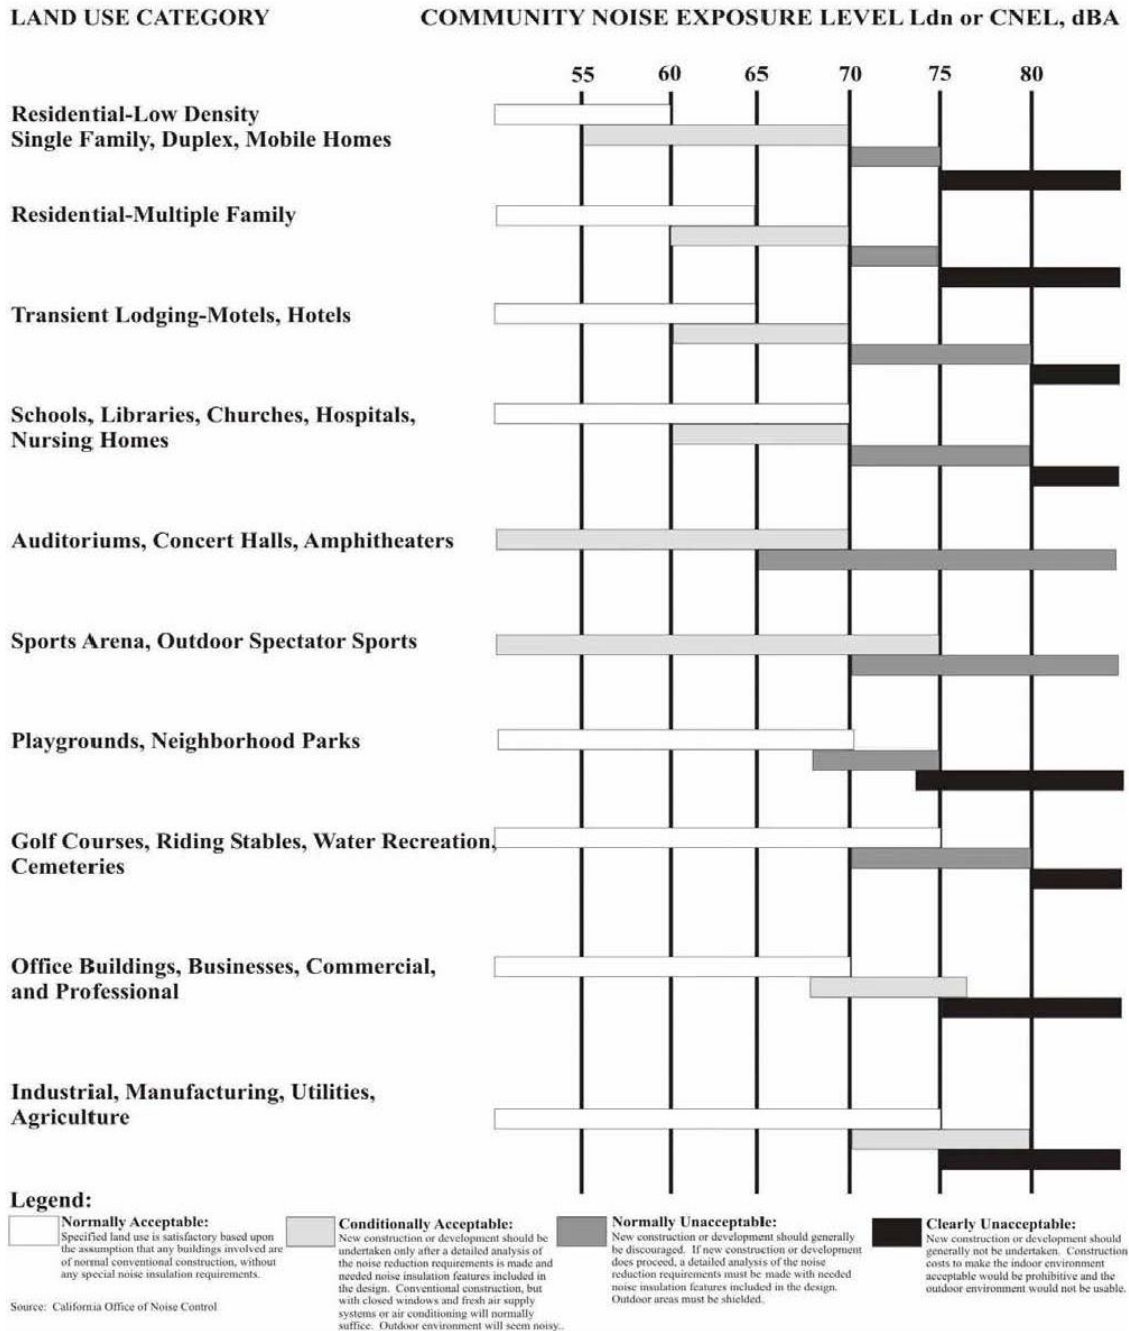 LAND USE CATEGORY
COMMUNITY NOISE EXPOSURE LEVEL Ldn or CNEL, dBA
55 60 65 70 75 80
Residential-Low Density
Single Family, Duplex, Mobile Homes
Residential-Multiple Family
Transient Lodging-Motels, Hotels
Schools, Libraries, Churches, Hospitals,
Nursing Homes
Auditoriums, Concert Halls, Amphitheaters
Sports Arena, Outdoor Spectator Sports
Playgrounds, Neighborhood Parks
Golf Courses, Riding Stables, Water Recreation,
Cemeteries
Office Buildings, Businesses, Commercial,
and Professional
Industrial, Manufacturing, Utilities,
Agriculture
Legend:
Normally Acceptable:
Specified land use is satisfactory based upon
the assumption that any buildings involved are
of normal conventional construction, without
any special noise insulation requirements.
Conditionally Acceptable:
New construction or development should be
undertaken only after a detailed analysis of
the noise reduction requirements is made and
needed noise insulation features included in
the design. Conventional construction, but
with closed windows and fresh air supply
systems or air conditioning will normally
suffice. Outdoor environment will seem noisy..
Normally Unacceptable:
New construction or development should generally
be discouraged. If new construction or development
does proceed, a detailed analysis of the noise
reduction requirements must be made with needed
noise insulation features included in the design.
Outdoor areas must be shielded.
Clearly Unacceptable:
New construction or development should
generally not be undertaken. Construction
costs to make the indoor environment
acceptable would be prohibitive and the
outdoor environment would not be usable.
Source: California Office of Noise Control